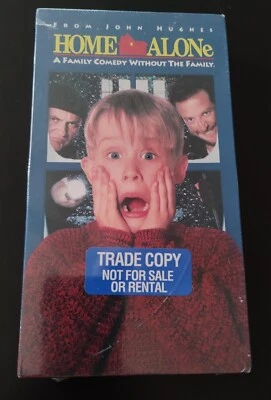 FROM JOHN HUGHES
HOME ALONe
A FAMILY COMEDY WITHOUT THE FAMILY.
TRADE COPY
NOT FOR SALE
OR RENTAL